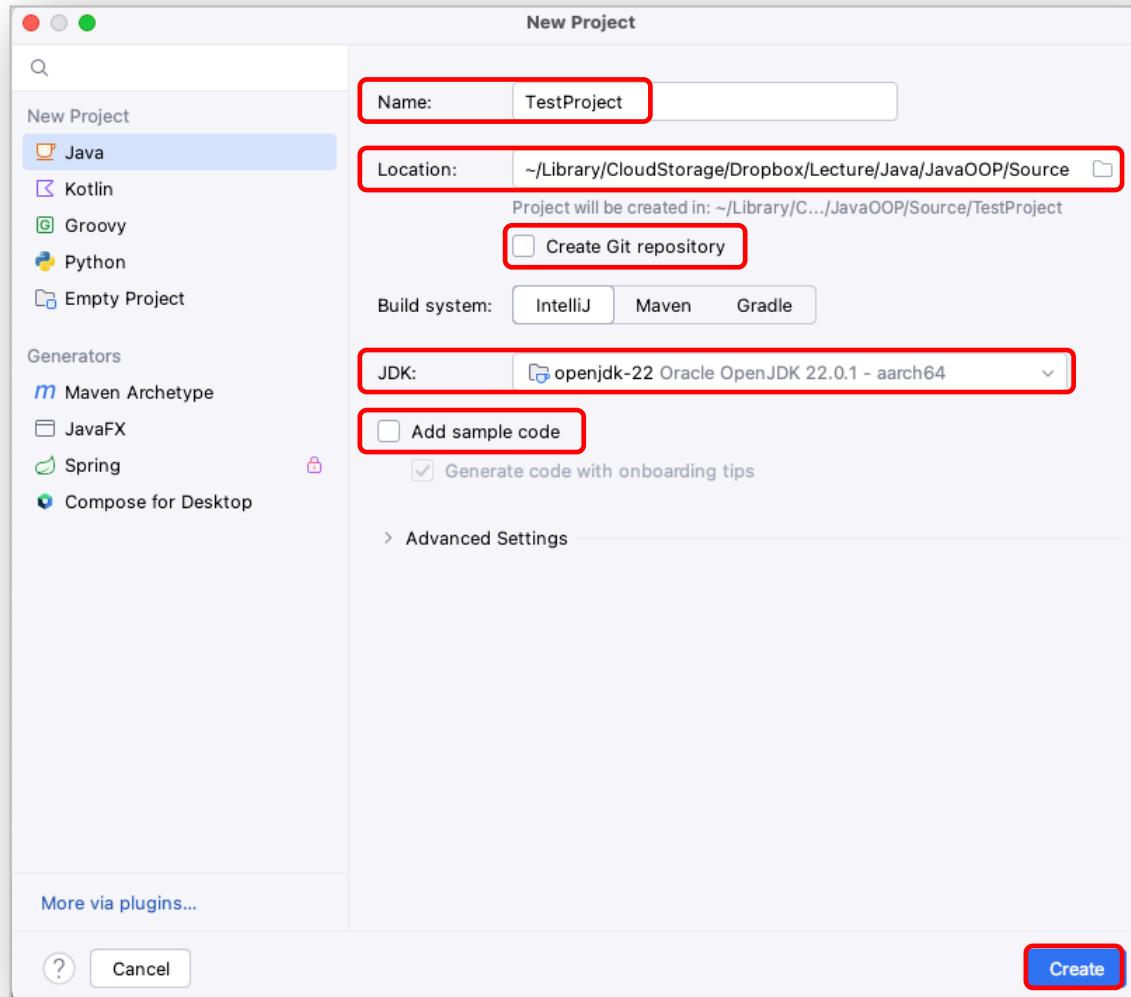 New Project
New Project
Java
Kotlin
Groovy
Python
Empty Project
Generators
Maven Archetype
JavaFX
Spring
Compose for Desktop
More via plugins...
Name: TestProject
Location: ~/Library/CloudStorage/Dropbox/Lecture/Java/JavaOOP/Source
Project will be created in: ~/Library/C.../JavaOOP/Source/TestProject
Create Git repository
Build system: IntelliJ Maven Gradle
JDK: openjdk-22 Oracle OpenJDK 22.0.1 - aarch64
Add sample code
Generate code with onboarding tips
Advanced Settings
? Cancel Create